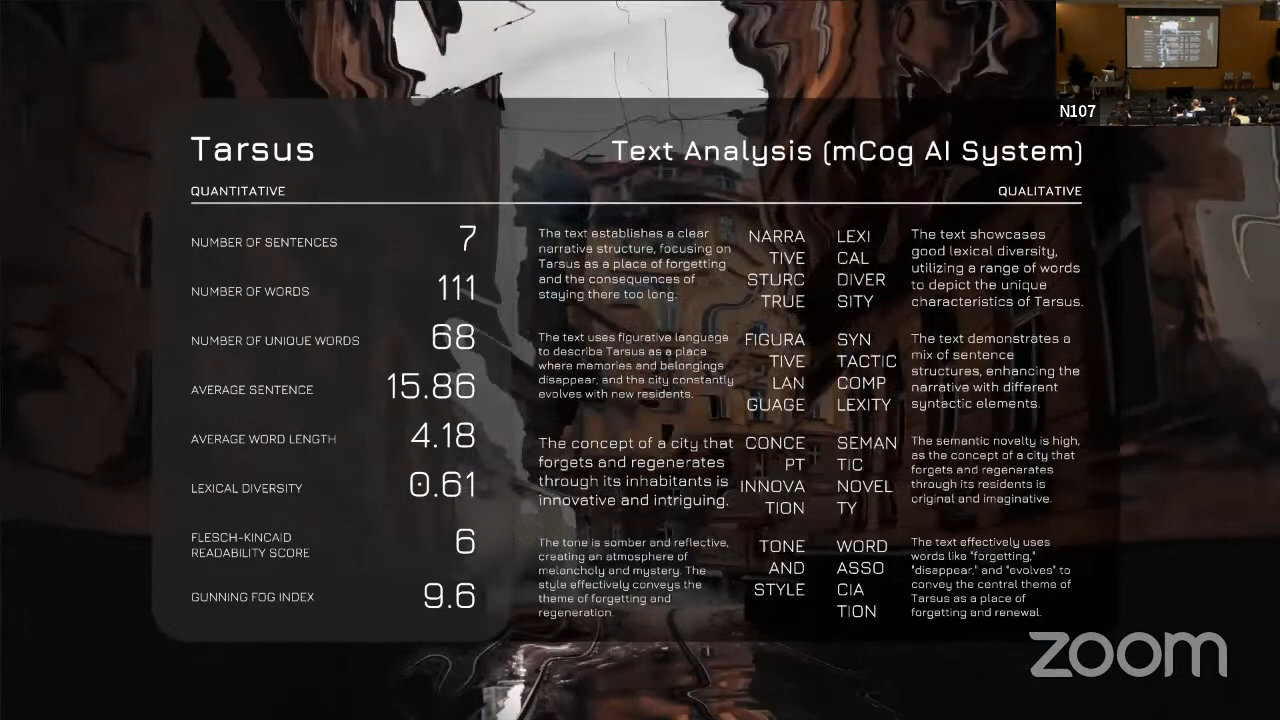 N107
Tarsus
Text Analysis (mCog AI System)
QUANTITATIVE
QUALITATIVE
NUMBER OF SENTENCES
7
NUMBER OF WORDS
111
NUMBER OF UNIQUE WORDS
68
AVERAGE SENTENCE
15.86
AVERAGE WORD LENGTH
4.18
LEXICAL DIVERSITY
0.61
FLESCH-KINCAID
READABILITY SCORE
6
GUNNING FOG INDEX
9.6
The text establishes a clear
narrative structure, focusing on
Tarsus as a place of forgetting
and the consequences of
staying there too long.
NARRA
TIVE
STURC
TRUE
LEXI
CAL
DIVER
SITY
The text showcases
good lexical diversity,
utilizing a range of words
to depict the unique
characteristics of Tarsus.
The text uses figurative language
to describe Tarsus as a place
where memories and belongings
disappear, and the city constantly
evolves with new residents.
FIGURA
TIVE
LAN
GUAGE
SYN
TACTIC
COMP
LEXITY
The text demonstrates a
mix of sentence
structures, enhancing the
narrative with different
syntactic elements.
The concept of a city that
forgets and regenerates
through its inhabitants is
innovative and intriguing.
CONCE
PT
INNOVA
TION
SEMAN
TIC
NOVEL
TY
The semantic novelty is high,
as the concept of a city that
forgets and regenerates
through its residents is
original and imaginative.
The tone is somber and reflective,
creating an atmosphere of
melancholy and mystery. The
style effectively conveys the
theme of forgetting and
regeneration.
TONE
AND
STYLE
WORD
ASSO
CIA
TION
The text effectively uses
words like "forgetting,"
"disappear," and "evolves" to
convey the central theme of
Tarsus as a place of
forgetting and renewal.
zoom